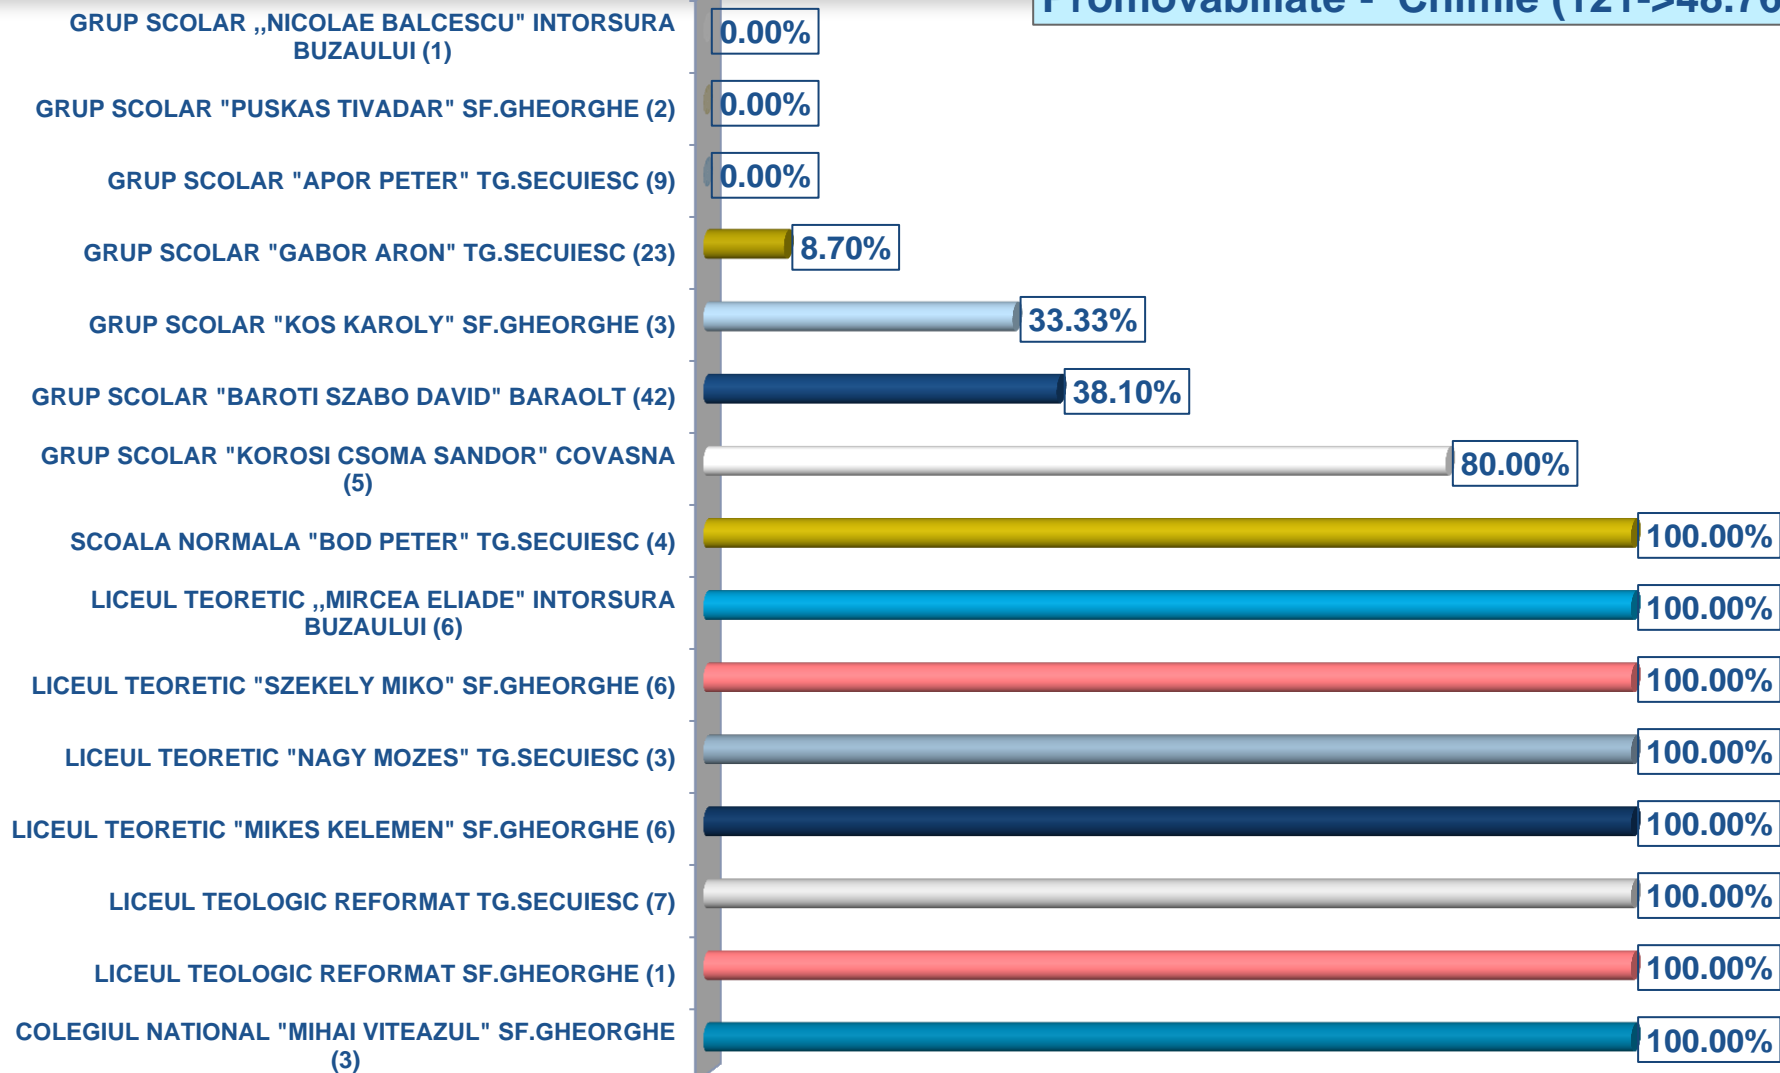 Promovabiliate - Chimie (121->48.76
GRUP SCOLAR ,,NICOLAE BALCESCU" INTORSURA
BUZAULUI (1)
0.00%
GRUP SCOLAR "PUSKAS TIVADAR" SF.GHEORGHE (2)
0.00%
GRUP SCOLAR "APOR PETER" TG.SECUIESC (9)
0.00%
GRUP SCOLAR "GABOR ARON" TG.SECUIESC (23)
8.70%
GRUP SCOLAR "KOS KAROLY" SF.GHEORGHE (3)
33.33%
GRUP SCOLAR "BAROTI SZABO DAVID" BARAOLT (42)
38.10%
GRUP SCOLAR "KOROSI CSOMA SANDOR" COVASNA
(5)
80.00%
SCOALA NORMALA "BOD PETER" TG.SECUIESC (4)
100.00%
LICEUL TEORETIC ,,MIRCEA ELIADE" INTORSURA
BUZAULUI (6)
100.00%
LICEUL TEORETIC "SZEKELY MIKO" SF.GHEORGHE (6)
100.00%
LICEUL TEORETIC "NAGY MOZES" TG.SECUIESC (3)
100.00%
LICEUL TEORETIC "MIKES KELEMEN" SF.GHEORGHE (6)
100.00%
LICEUL TEOLOGIC REFORMAT TG.SECUIESC (7)
100.00%
LICEUL TEOLOGIC REFORMAT SF.GHEORGHE (1)
100.00%
COLEGIUL NATIONAL "MIHAI VITEAZUL" SF.GHEORGHE
(3)
100.00%